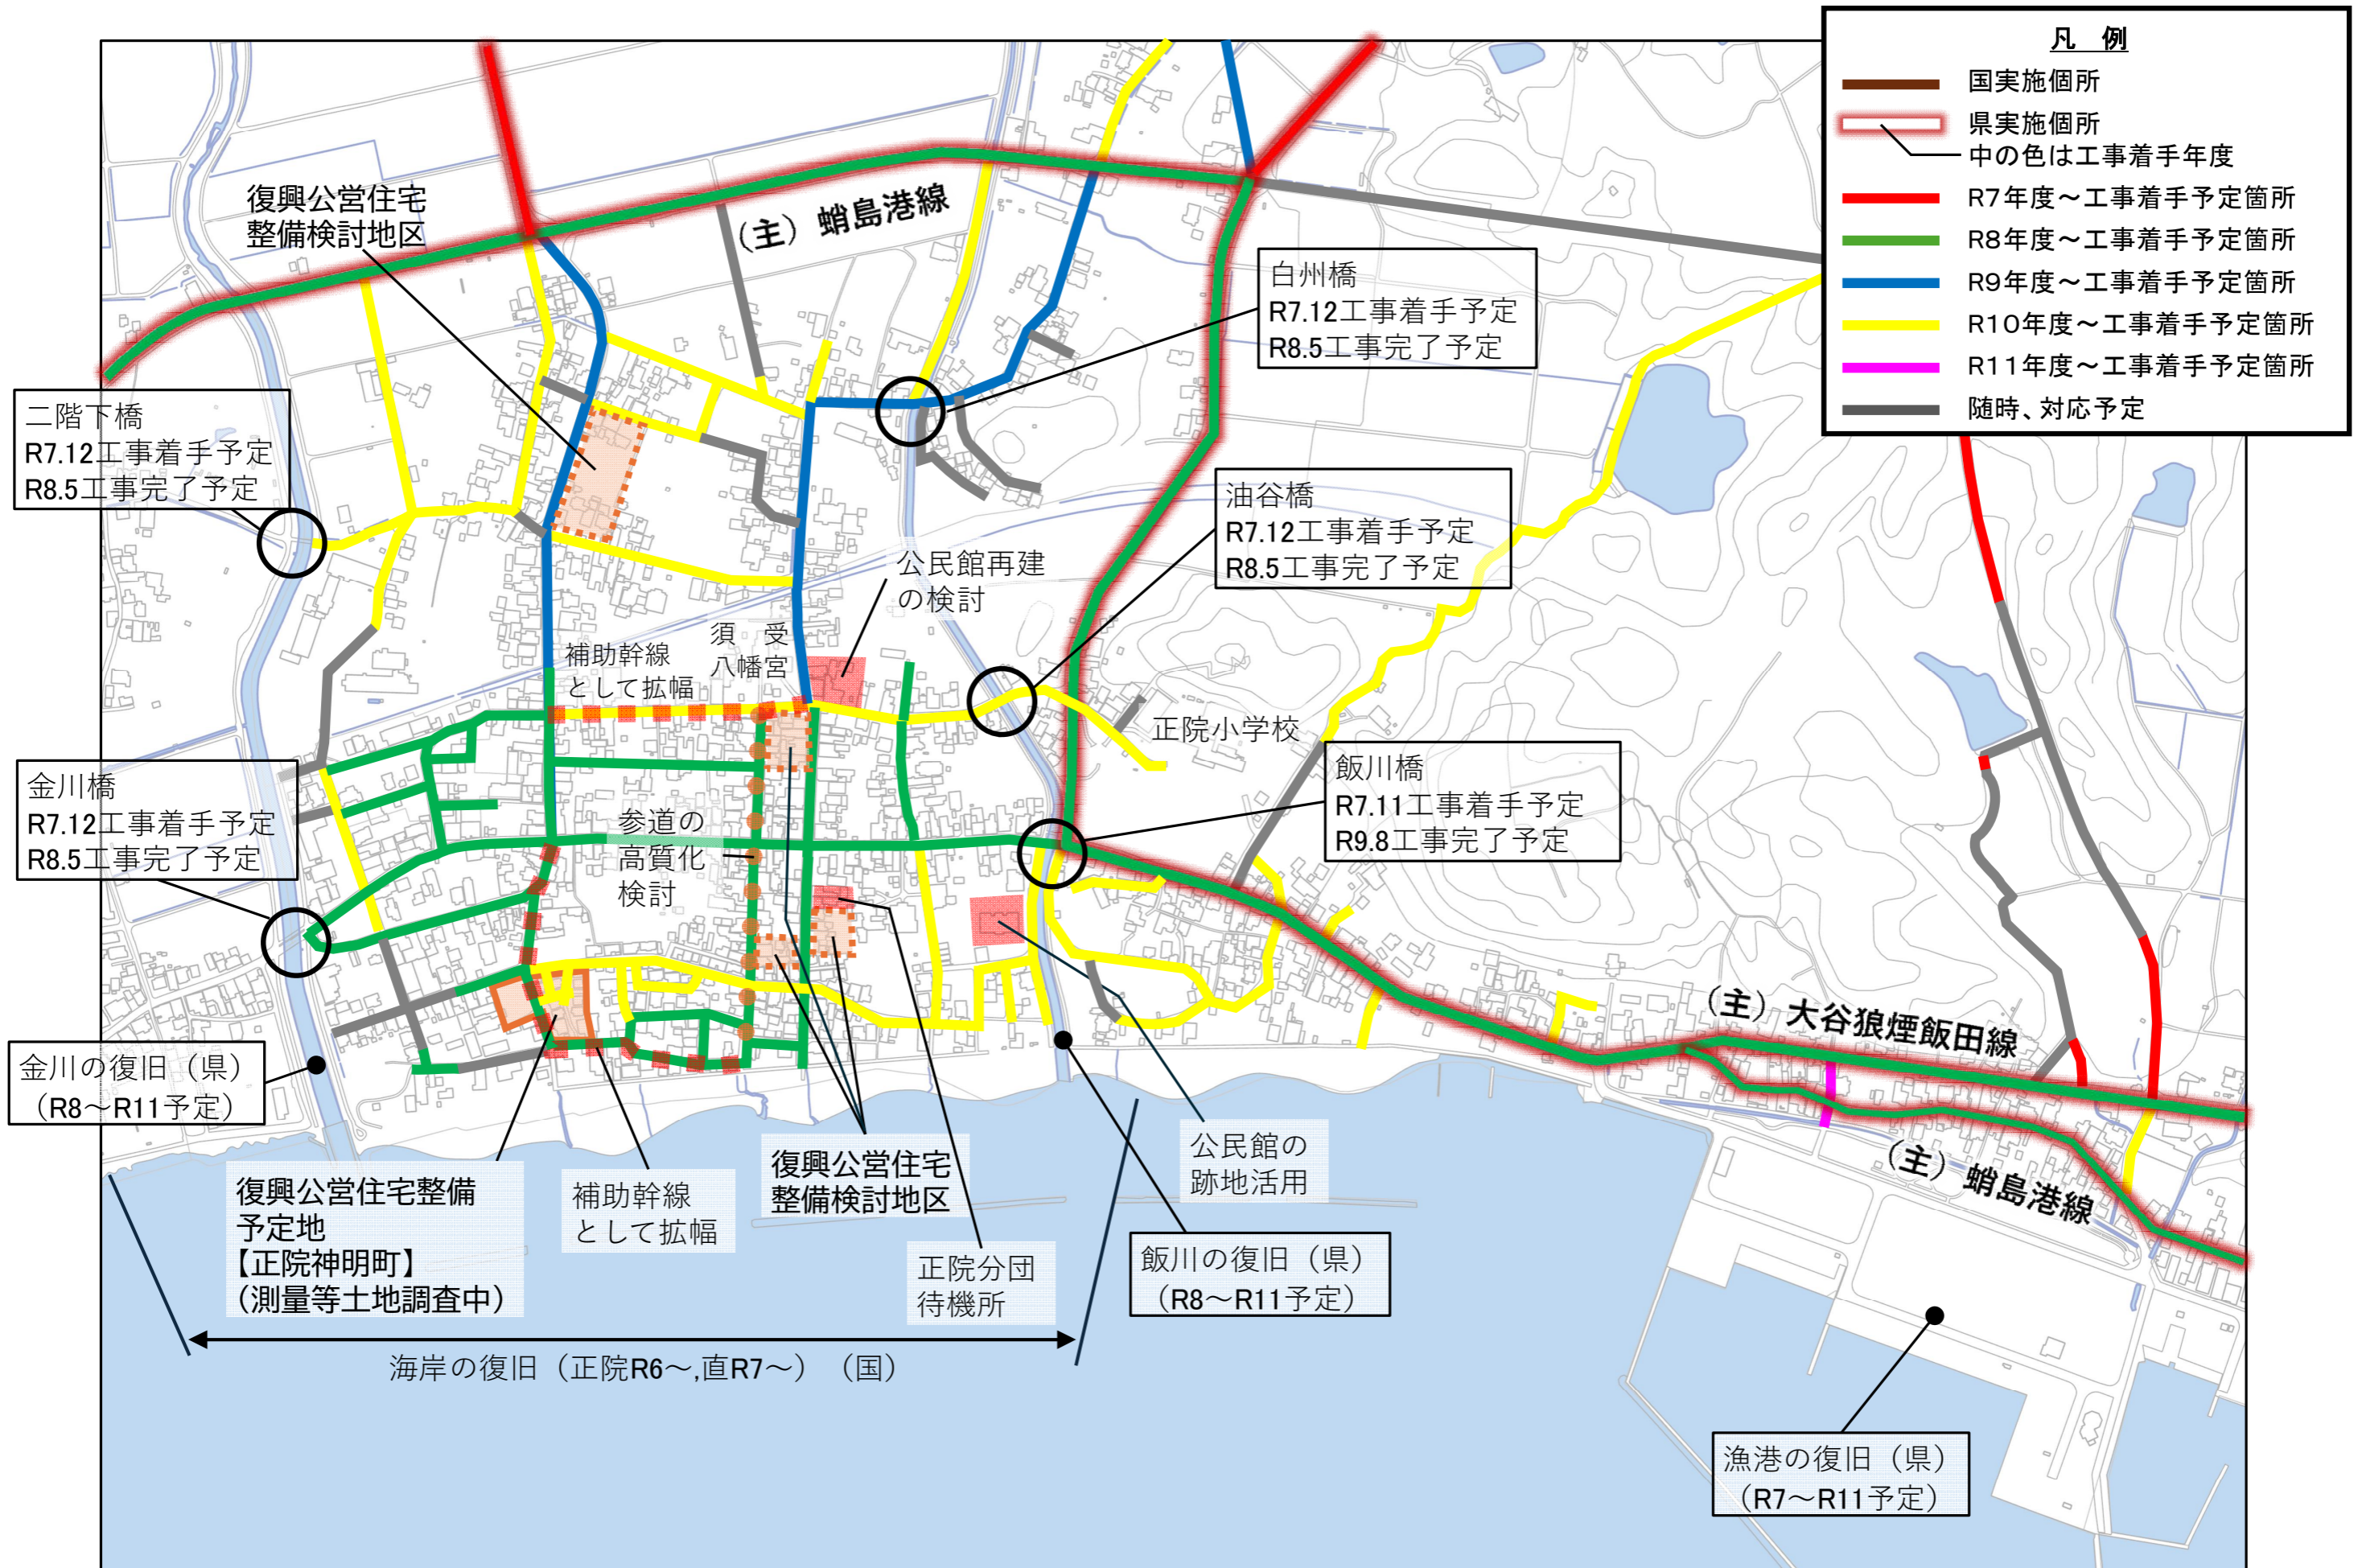 凡　例
国実施個所
県実施個所
中の色は工事着手年度
R7年度～工事着手予定箇所
R8年度～工事着手予定箇所
R9年度～工事着手予定箇所
R10年度～工事着手予定箇所
R11年度～工事着手予定箇所
随時、対応予定
復興公営住宅
整備検討地区
（主）蛸島港線
白州橋
R7.12工事着手予定
R8.5工事完了予定
二階下橋
R7.12工事着手予定
R8.5工事完了予定
油谷橋
R7.12工事着手予定
R8.5工事完了予定
公民館再建
の検討
須　受
八幡宮
補助幹線
として拡幅
正院小学校
飯川橋
R7.11工事着手予定
R9.8工事完了予定
金川橋
R7.12工事着手予定
R8.5工事完了予定
参道の
高質化
検討
（主）大谷狼煙飯田線
金川の復旧（県）
（R8～R11予定）
復興公営住宅整備
予定地
【正院神明町】
（測量等土地調査中）
補助幹線
として拡幅
復興公営住宅
整備検討地区
公民館の
跡地活用
（主）蛸島港線
正院分団
待機所
飯川の復旧（県）
（R8～R11予定）
海岸の復旧（正院R6～,直R7～）（国）
漁港の復旧（県）
（R7～R11予定）